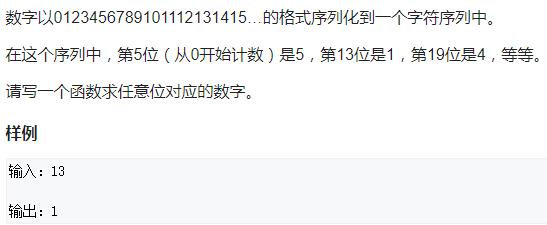 数字以0123456789101112131415…的格式序列化到一个字符序列中。
在这个序列中，第5位（从0开始计数）是5，第13位是1，第19位是4，等等。
请写一个函数求任意位对应的数字。
样例
输入：13
输出：1